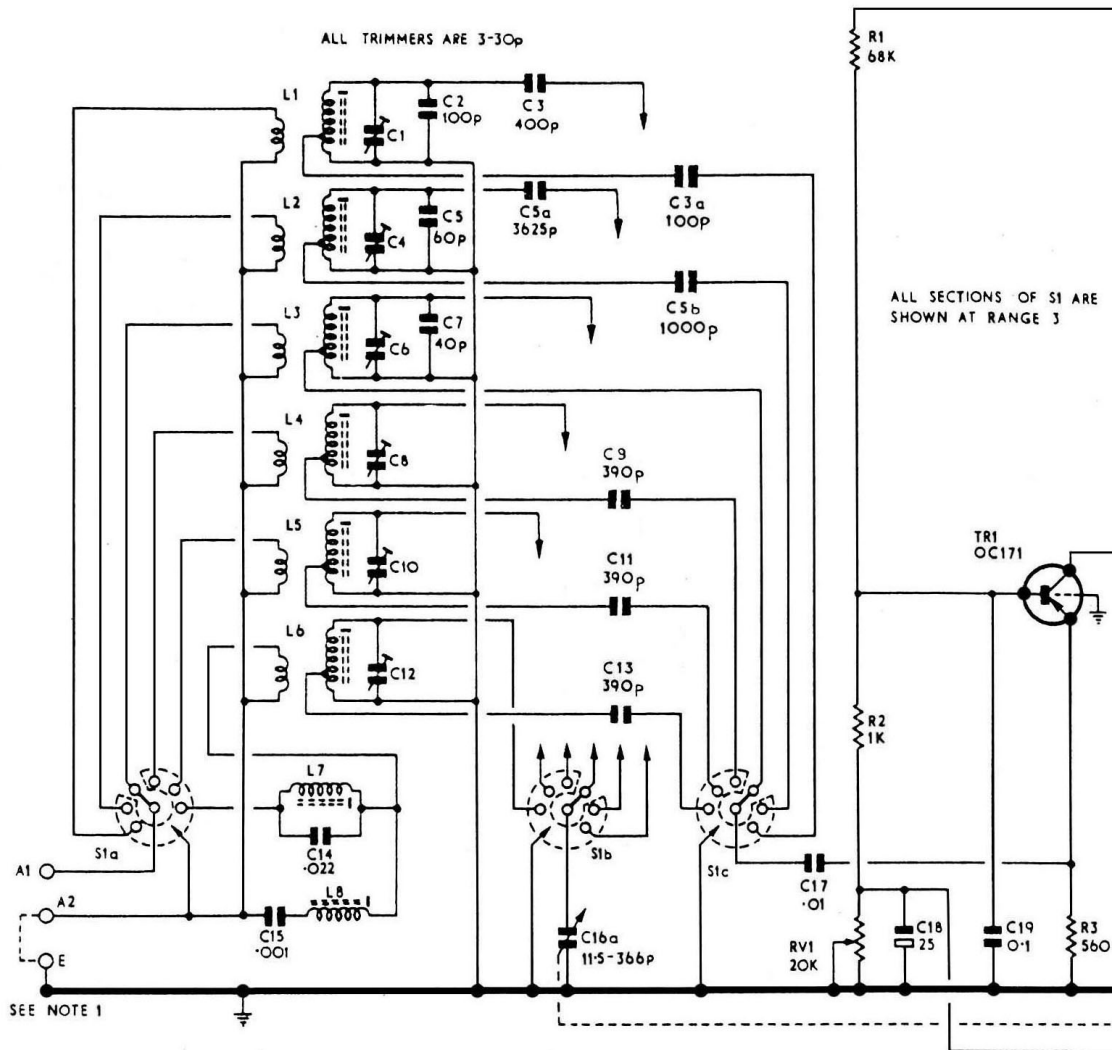 ALL TRIMMERS ARE 3-30p
R1
68K
L1
C1
C2
100p
C3
400p
C3a
100p
L2
C4
C5
60p
C5a
3625p
C5b
1000p
L3
C6
C7
40p
ALL SECTIONS OF S1 ARE
SHOWN AT RANGE 3
L4
C8
C9
390p
L5
C10
C11
390p
TR1
OC171
L6
C12
C13
390p
R2
1K
L7
C14
.022
S1a
S1b
S1c
A1
A2
E
L8
C15
.001
C16a
11.5-366p
C17
.01
RV1
20K
C18
25
C19
0.1
R3
560
SEE NOTE 1